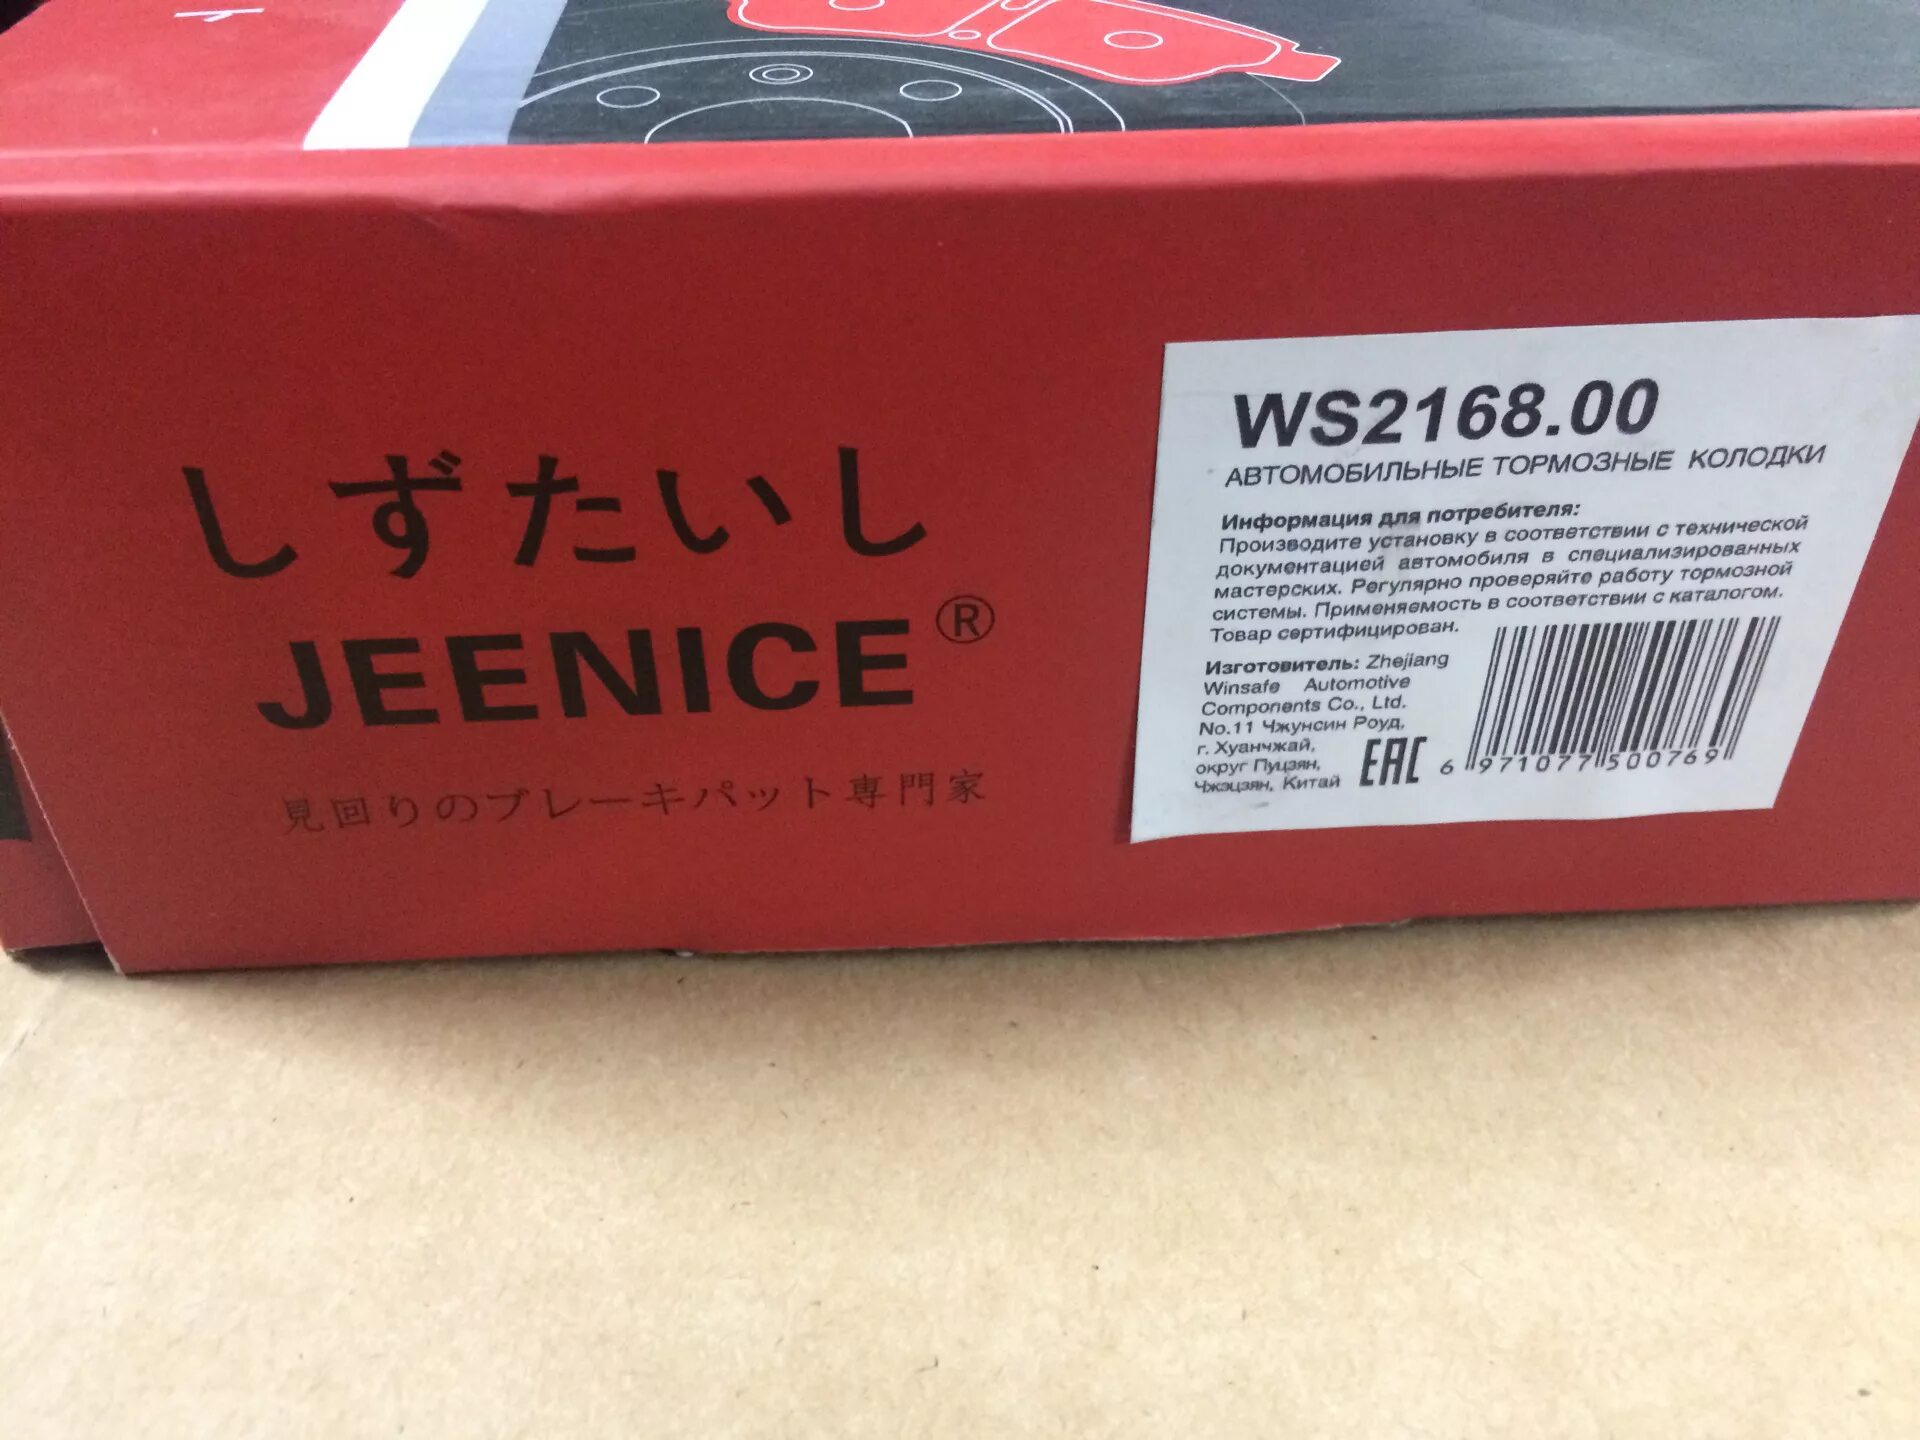 しずたいし
JEENICE®
見回りのブレーキパット専門家
WS2168.00
АВТОМОБИЛЬНЫЕ ТОРМОЗНЫЕ КОЛОДКИ
Информация для потребителя:
Производите установку в соответствии с технической
документацией автомобиля в специализированных
мастерских. Регулярно проверяйте работу тормозной
системы. Применяемость в соответствии с каталогом.
Товар сертифицирован.
Изготовитель: Zhejiang
Winsafe Automotive
Components Co., Ltd.
No.11 Чжунсин Роуд,
г. Хуанчжай,
округ Пуцзян,
Чжэцзян, Китай
EAC
6 971077 500769